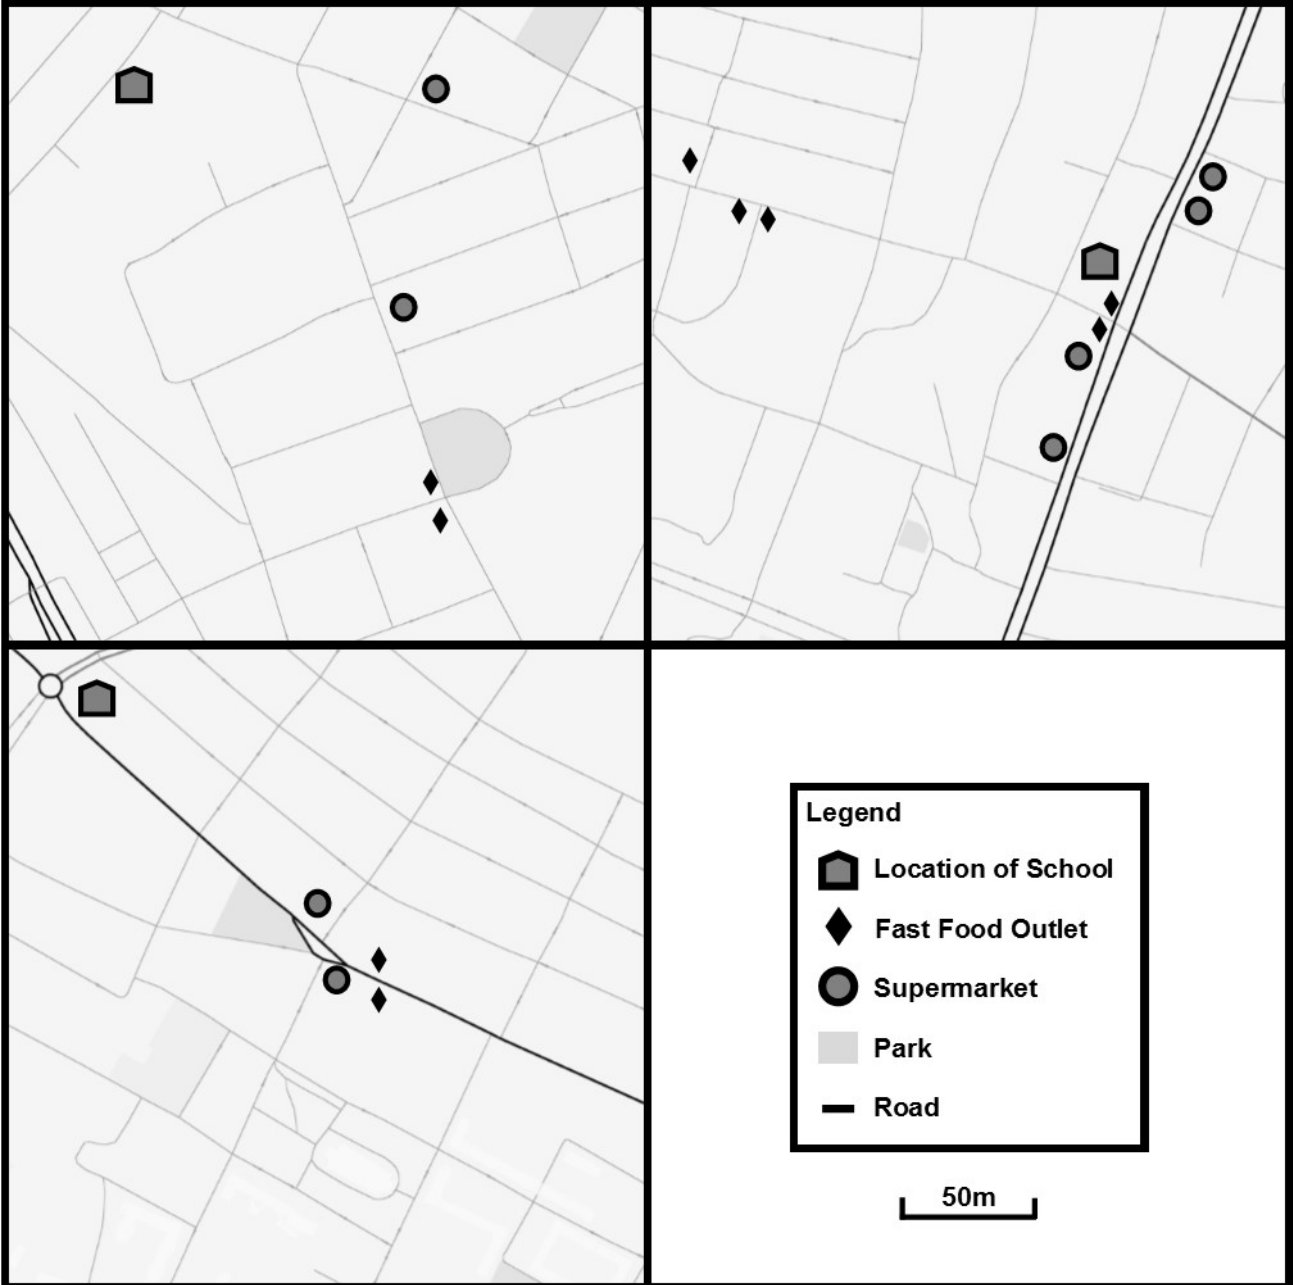 Legend
Location of School
Fast Food Outlet
Supermarket
Park
Road
50m